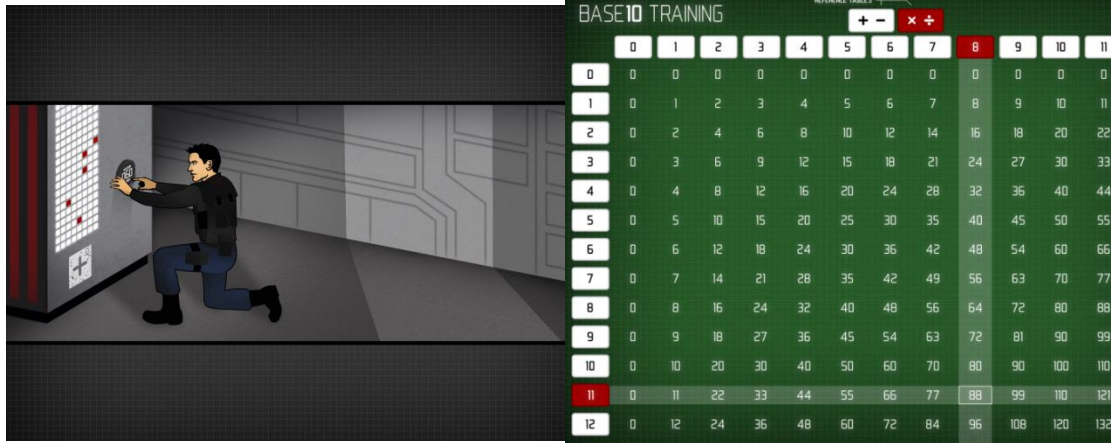 REFERENCE TABLES
BASE10 TRAINING
+ − × ÷
0 1 2 3 4 5 6 7 8 9 10 11
0 0 0 0 0 0 0 0 0 0 0 0 0
1 0 1 2 3 4 5 6 7 8 9 10 11
2 0 2 4 6 8 10 12 14 16 18 20 22
3 0 3 6 9 12 15 18 21 24 27 30 33
4 0 4 8 12 16 20 24 28 32 36 40 44
5 0 5 10 15 20 25 30 35 40 45 50 55
6 0 6 12 18 24 30 36 42 48 54 60 66
7 0 7 14 21 28 35 42 49 56 63 70 77
8 0 8 16 24 32 40 48 56 64 72 80 88
9 0 9 18 27 36 45 54 63 72 81 90 99
10 0 10 20 30 40 50 60 70 80 90 100 110
11 0 11 22 33 44 55 66 77 88 99 110 121
12 0 12 24 36 48 60 72 84 96 108 120 132